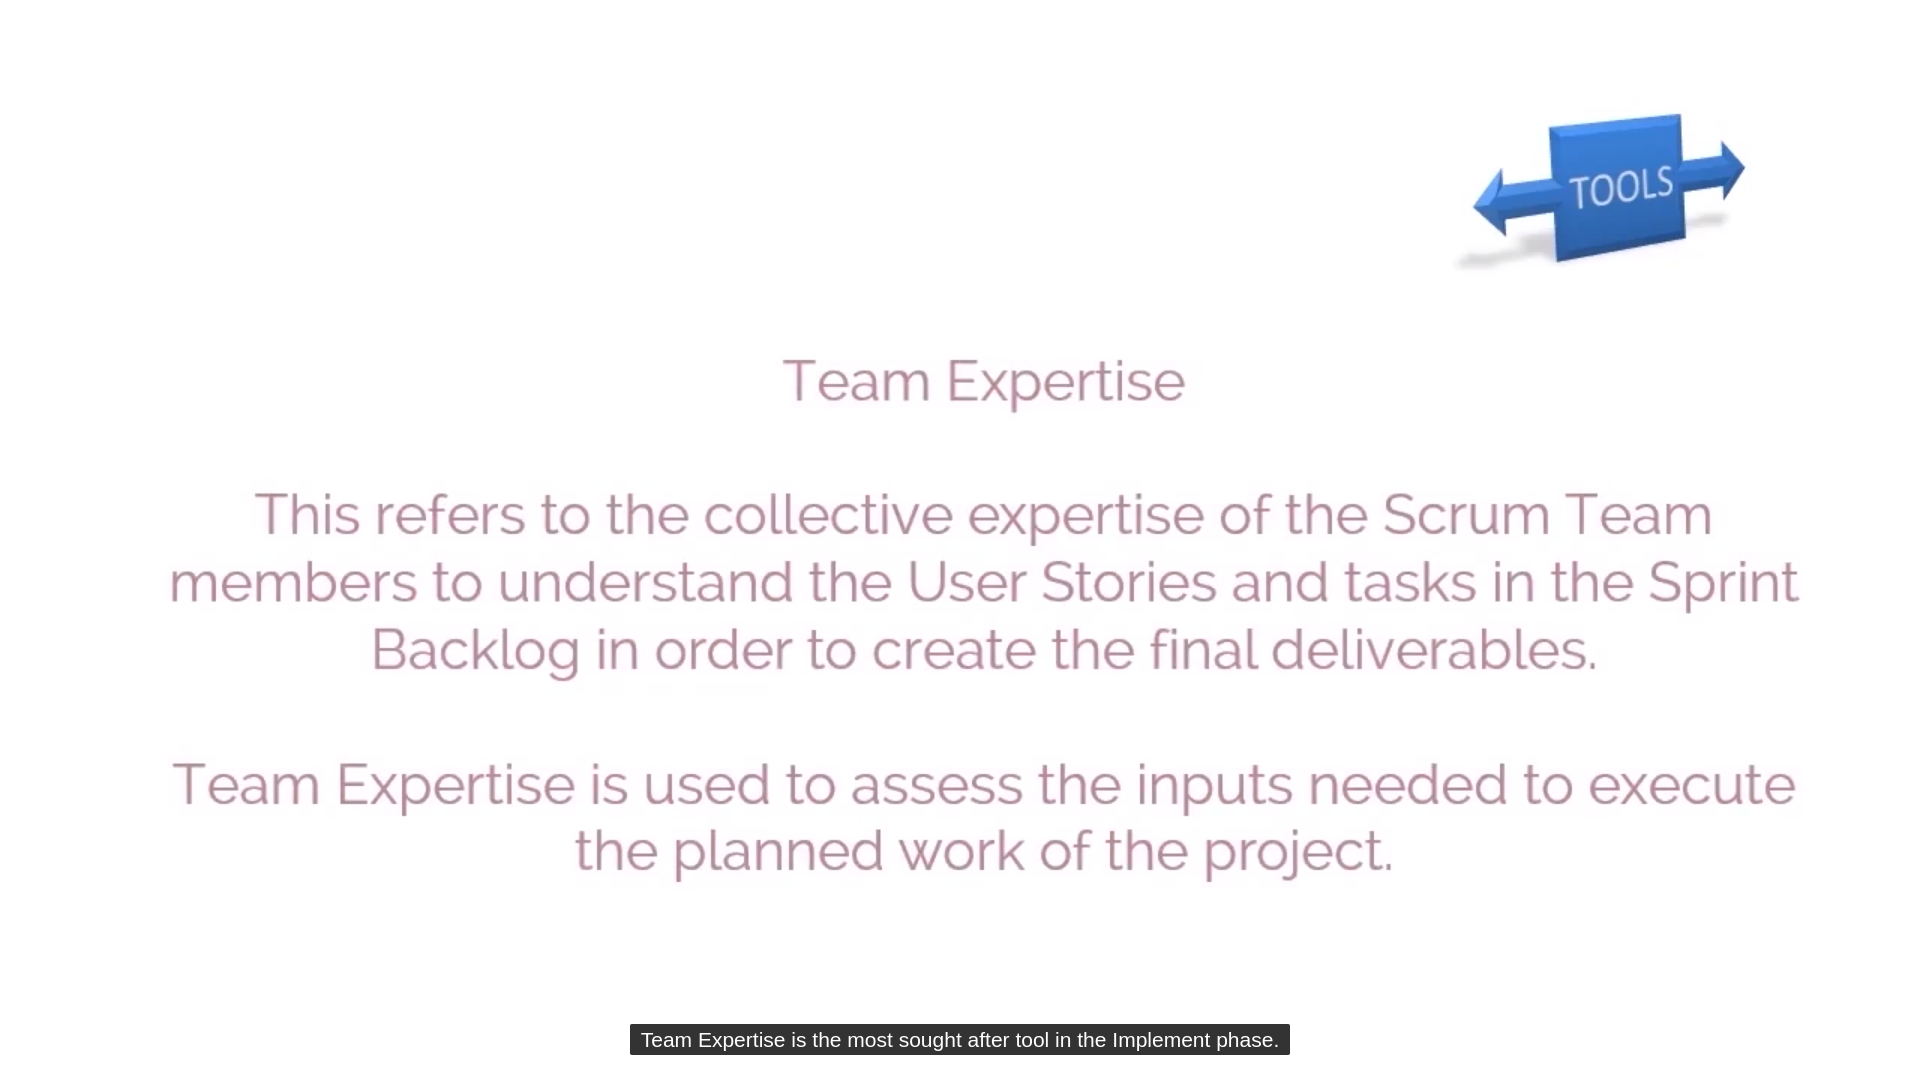 TOOLS
Team Expertise
This refers to the collective expertise of the Scrum Team
members to understand the User Stories and tasks in the Sprint
Backlog in order to create the final deliverables.
Team Expertise is used to assess the inputs needed to execute
the planned work of the project.
Team Expertise is the most sought after tool in the Implement phase.